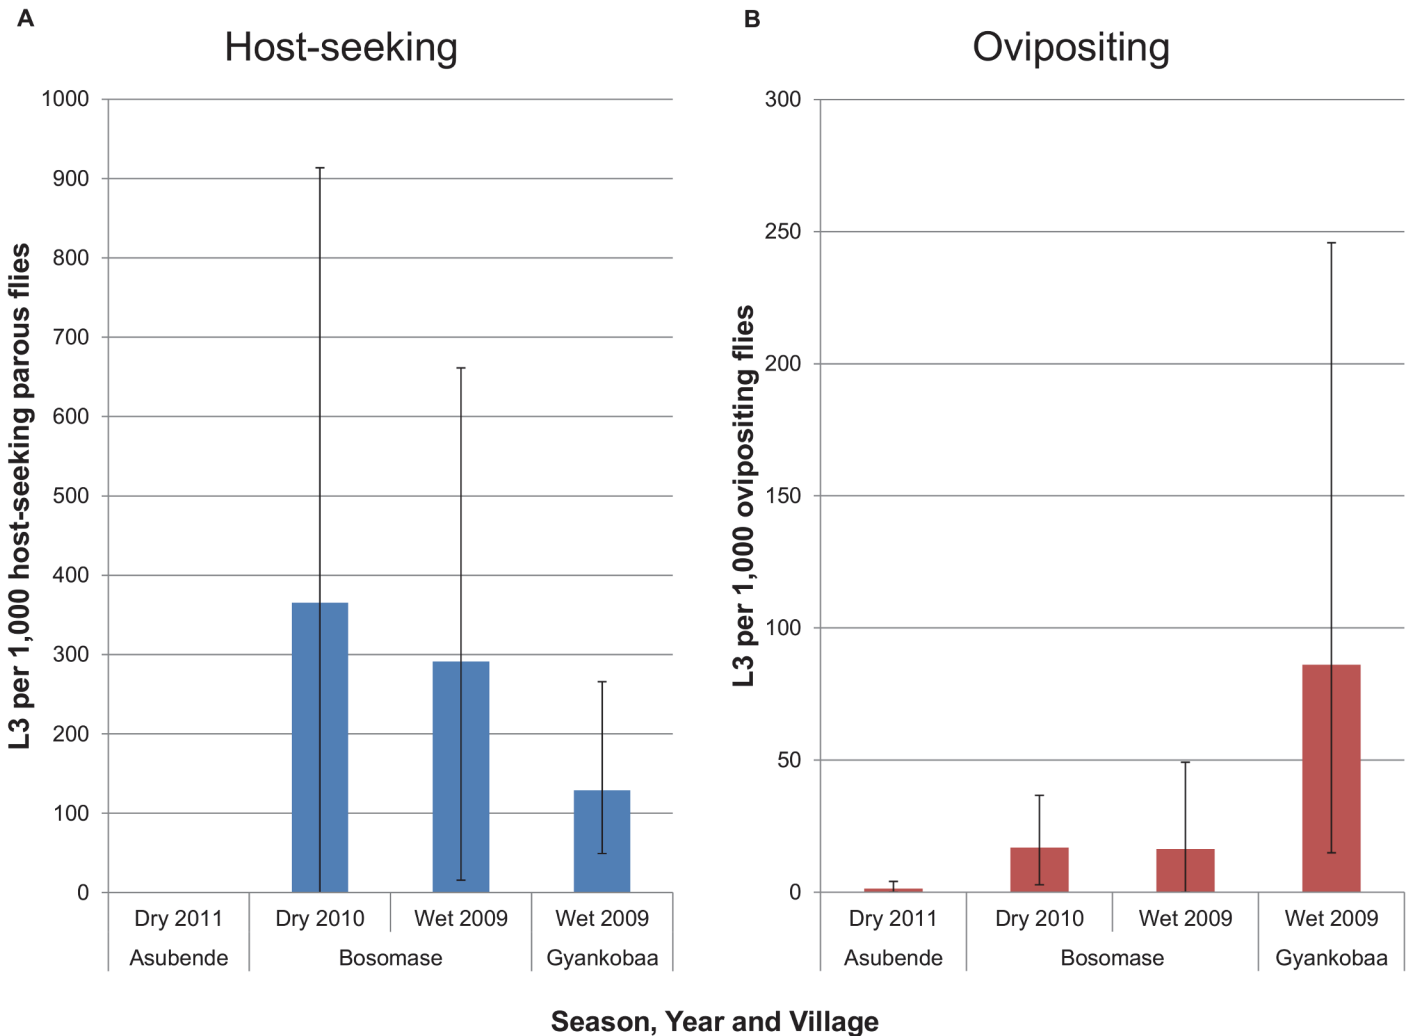 A
Host-seeking
L3 per 1,000 host-seeking parous flies
1000
900
800
700
600
500
400
300
200
100
0
Dry 2011
Dry 2010
Wet 2009
Wet 2009
Asubende
Bosomase
Gyankobaa
B
Ovipositing
L3 per 1,000 ovipositing flies
300
250
200
150
100
50
0
Dry 2011
Dry 2010
Wet 2009
Wet 2009
Asubende
Bosomase
Gyankobaa
Season, Year and Village